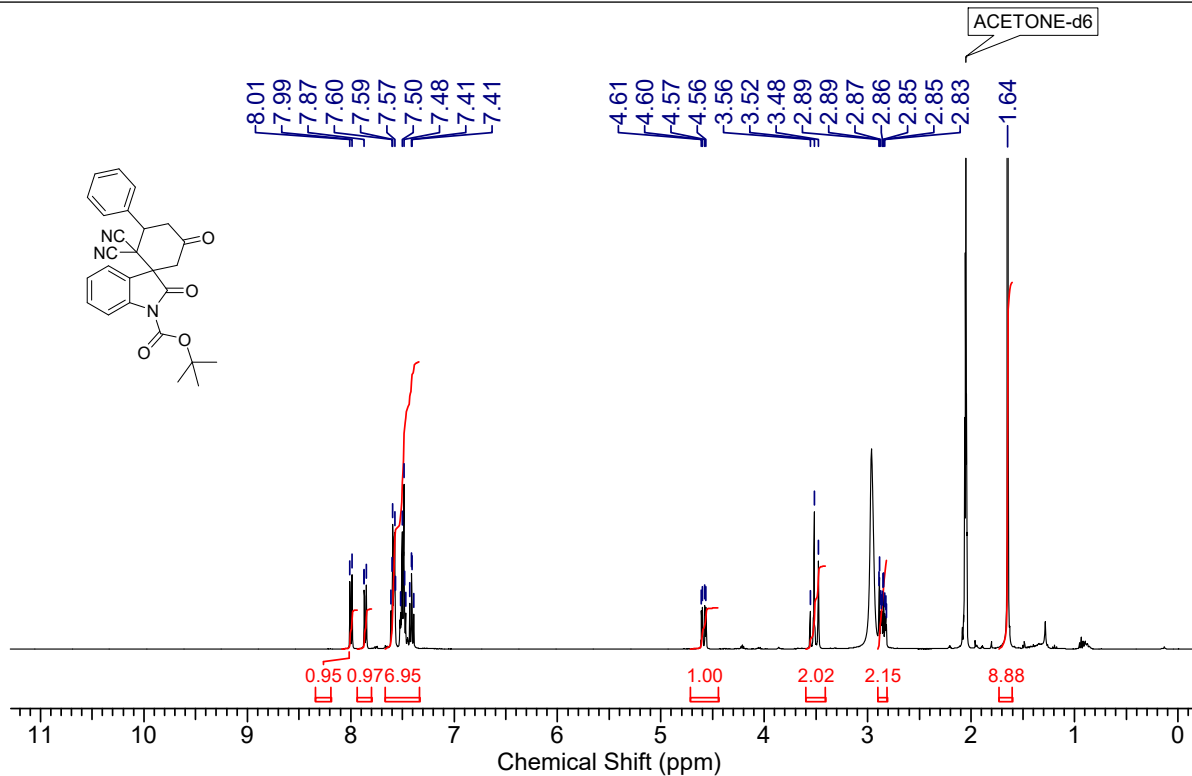 ACETONE-d6
8.01
7.99
7.87
7.60
7.59
7.57
7.50
7.48
7.41
7.41
4.61
4.60
4.57
4.56
3.56
3.52
3.48
2.89
2.89
2.87
2.86
2.85
2.85
2.83
1.64
NC
NC
O
O
N
O
O
0.95 0.97 6.95 1.00 2.02 2.15 8.88
11 10 9 8 7 6 5 4 3 2 1 0
Chemical Shift (ppm)